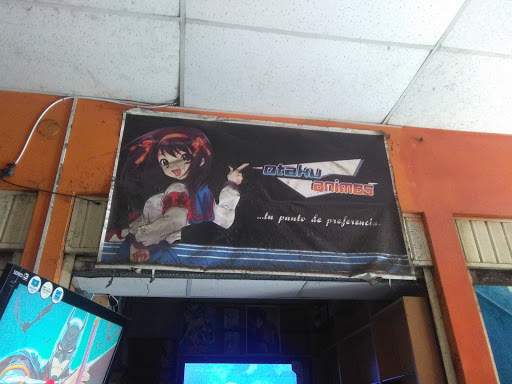 otaku
animes
...tu punto de preferencia.